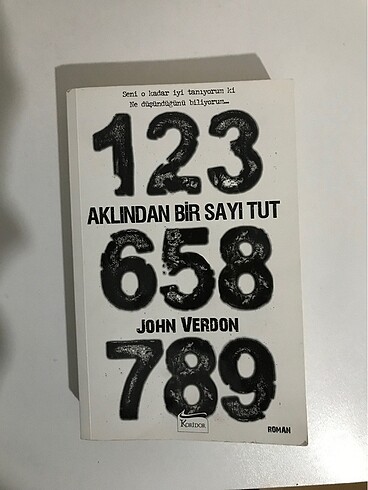 Seni o kadar iyi tanıyorum ki
Ne düşündüğünü biliyorum...
123
AKLINDAN BİR SAYI TUT
658
JOHN VERDON
789
KORİDOR
ROMAN